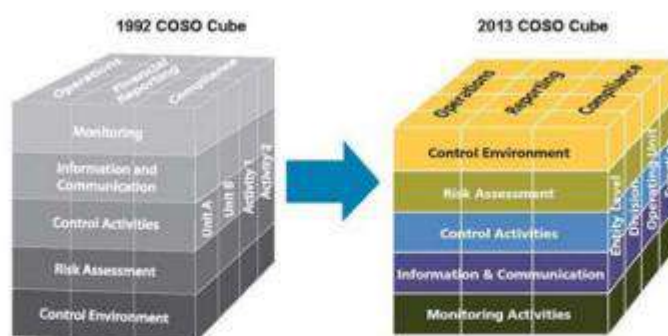 1992 COSO Cube
2013 COSO Cube
Operations
Financial
Reporting
Compliance
Monitoring
Information and
Communication
Control Activities
Risk Assessment
Control Environment
Unit A
Unit B
Activity 1
Activity 2
Operations
Reporting
Compliance
Control Environment
Risk Assessment
Control Activities
Information & Communication
Monitoring Activities
Entity Level
Division
Operating Unit